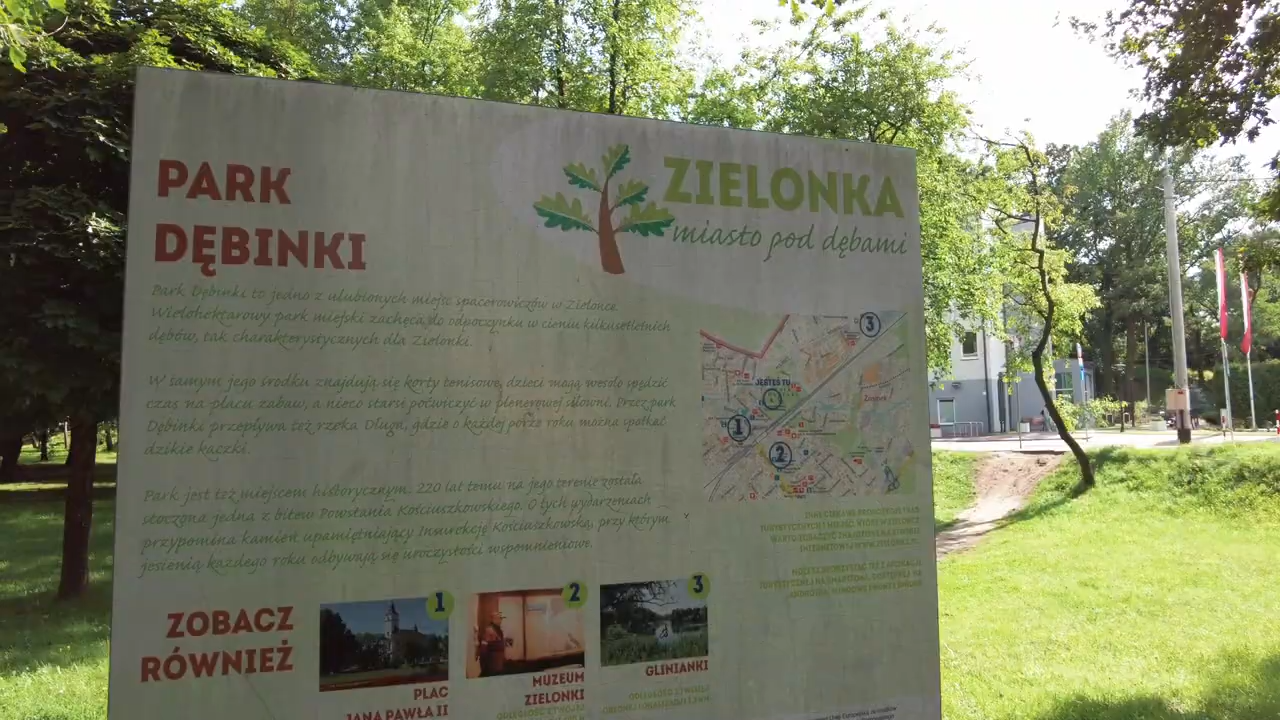 PARK
DĘBINKI
ZIELONKA
miasto pod dębami
Park Dębinki to jedno z ulubionych miejsc spacerowiczów w Zielonce.
Wielohektarowy park miejski zachęca do odpoczynku w cieniu kilkusetletnich
dębów, tak charakterystycznych dla Zielonki.
W samym jego środku znajdują się korty tenisowe, dzieci mogą wesoło spędzić
czas na placu zabaw, a nieco starsi poćwiczyć w plenerowej siłowni. Przez park
Dębinki przepływa też rzeka Długa, gdzie o każdej porze roku można spotkać
dzikie kaczki.
Park jest też miejscem historycznym. 220 lat temu na jego terenie została
stoczona jedna z bitew Powstania Kościuszkowskiego. O tych wydarzeniach
przypomina kamień upamiętniający Insurekcję Kościuszkowską, przy którym
jesienią każdego roku odbywają się uroczystości wspomnieniowe.
3
JESTEŚ TU
1
2
ZOBACZ
RÓWNIEŻ
1
PLAC
JANA PAWŁA II
2
MUZEUM
ZIELONKI
3
GLINIANKI